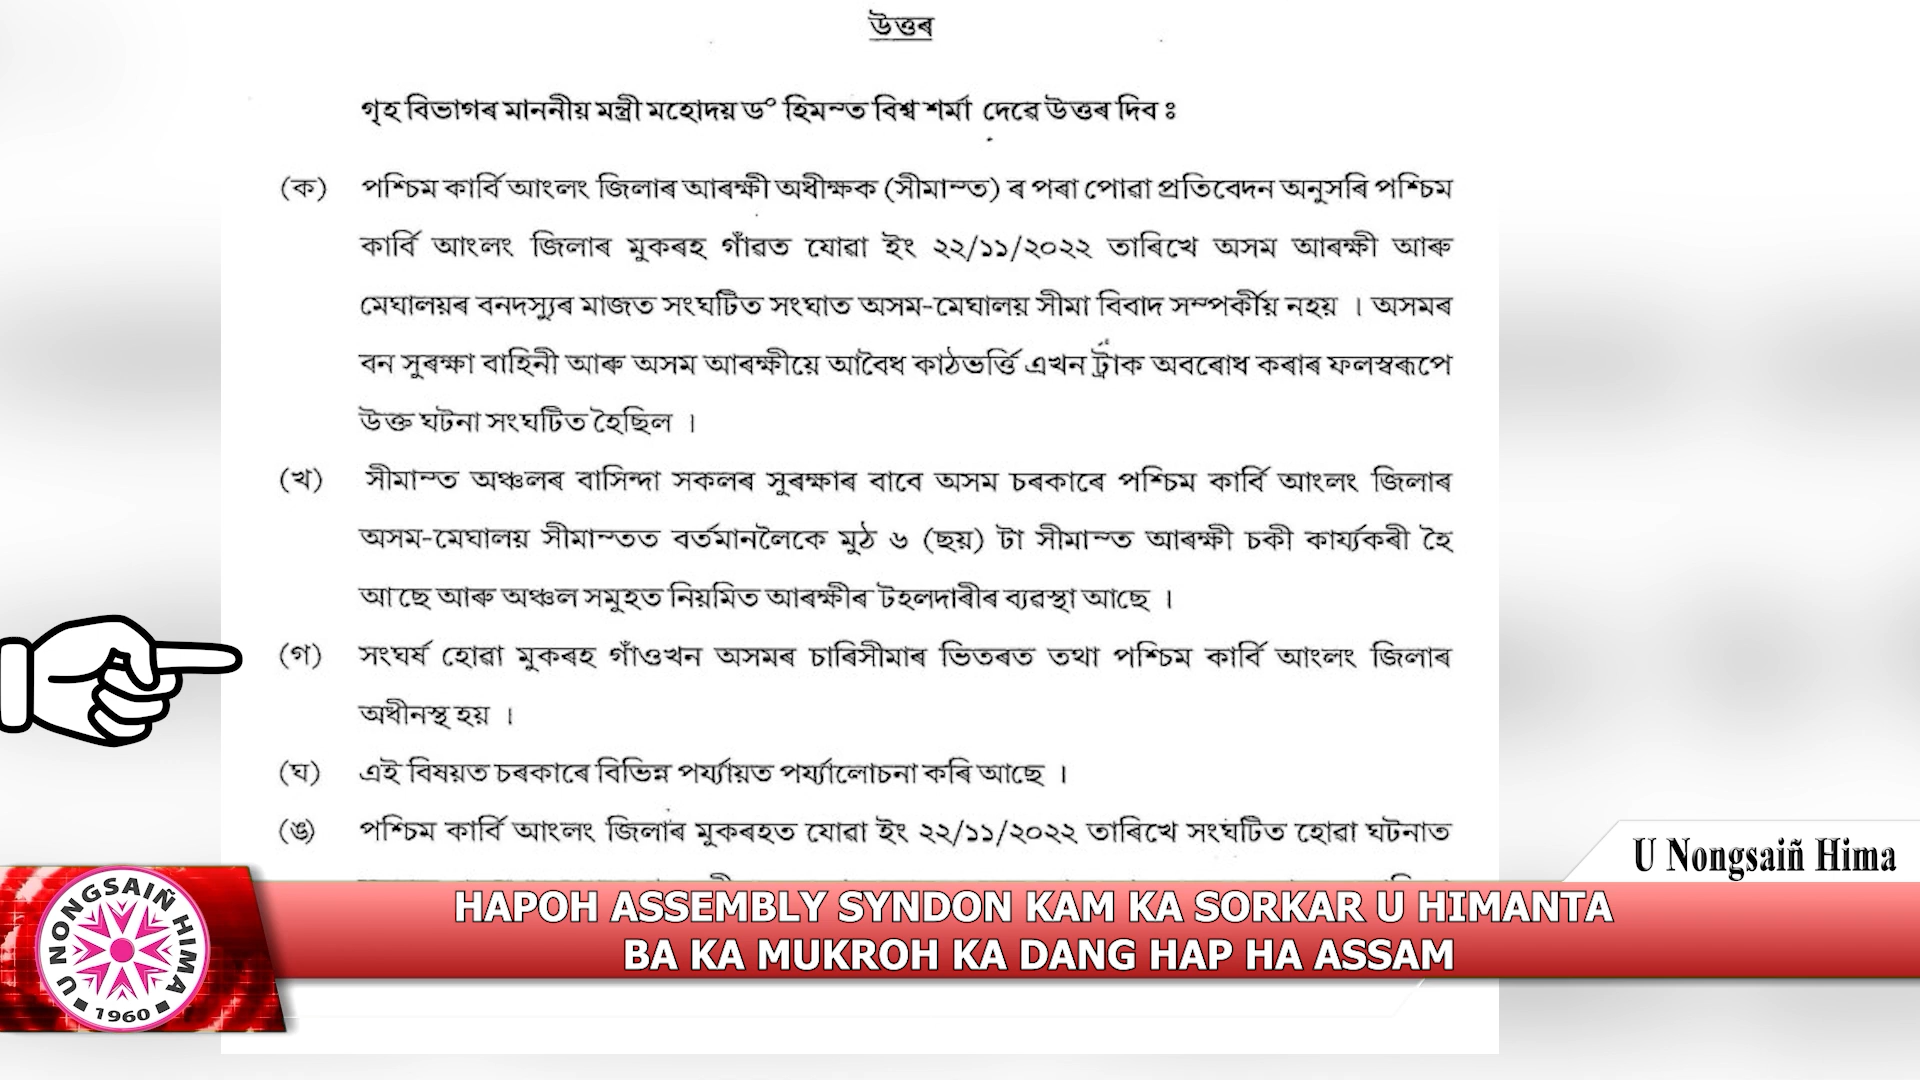 উত্তৰ
গৃহ বিভাগৰ মাননীয় মন্ত্ৰী মহোদয় ড° হিমন্ত বিশ্ব শৰ্মা দেৱে উত্তৰ দিব ঃ
(ক) পশ্চিম কাৰ্বি আংলং জিলাৰ আৰক্ষী অধীক্ষক (সীমান্ত) ৰ পৰা পোৱা প্ৰতিবেদন অনুসৰি পশ্চিম
কাৰ্বি আংলং জিলাৰ মুকৰহ গাঁৱত যোৱা ইং ২২/১১/২০২২ তাৰিখে অসম আৰক্ষী আৰু
মেঘালয়ৰ বনদস্যুৰ মাজত সংঘটিত সংঘাত অসম-মেঘালয় সীমা বিবাদ সম্পৰ্কীয় নহয় । অসমৰ
বন সুৰক্ষা বাহিনী আৰু অসম আৰক্ষীয়ে আবৈধ কাঠভৰ্ত্তি এখন ট্ৰাক অবৰোধ কৰাৰ ফলস্বৰূপে
উক্ত ঘটনা সংঘটিত হৈছিল ।
(খ) সীমান্ত অঞ্চলৰ বাসিন্দা সকলৰ সুৰক্ষাৰ বাবে অসম চৰকাৰে পশ্চিম কাৰ্বি আংলং জিলাৰ
অসম-মেঘালয় সীমান্তত বৰ্তমানলৈকে মুঠ ৬ (ছয়) টা সীমান্ত আৰক্ষী চকী কাৰ্য্যকৰী হৈ
আছে আৰু অঞ্চল সমুহত নিয়মিত আৰক্ষীৰ টহলদাৰীৰ ব্যৱস্থা আছে ।
(গ) সংঘৰ্ষ হোৱা মুকৰহ গাঁওখন অসমৰ চাৰিসীমাৰ ভিতৰত তথা পশ্চিম কাৰ্বি আংলং জিলাৰ
অধীনস্থ হয় ।
(ঘ) এই বিষয়ত চৰকাৰে বিভিন্ন পৰ্য্যায়ত পৰ্য্যালোচনা কৰি আছে ।
(ঙ) পশ্চিম কাৰ্বি আংলং জিলাৰ মুকৰহত যোৱা ইং ২২/১১/২০২২ তাৰিখে সংঘটিত হোৱা ঘটনাত
U Nongsaiñ Hima
HAPOH ASSEMBLY SYNDON KAM KA SORKAR U HIMANTA
BA KA MUKROH KA DANG HAP HA ASSAM
U NONGSAIÑ HIMA
1960